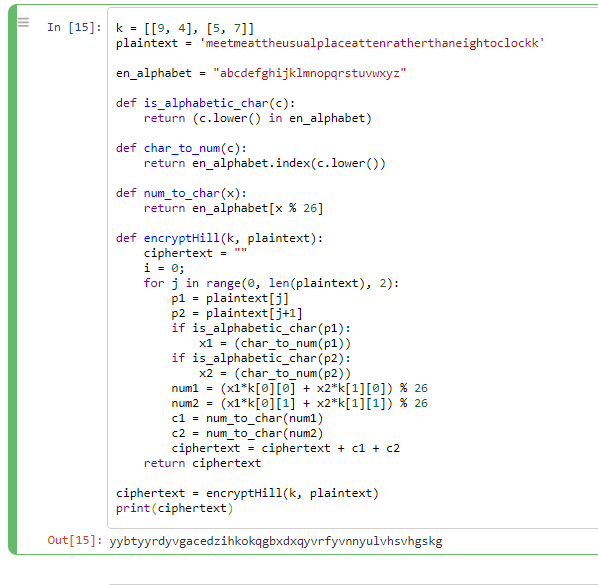 In [15]: k = [[9, 4], [5, 7]]
plaintext = 'meetmeattheusualplaceattenratherthaneightoclockk'
en_alphabet = "abcdefghijklmnopqrstuvwxyz"
def is_alphabetic_char(c):
return (c.lower() in en_alphabet)
def char_to_num(c):
return en_alphabet.index(c.lower())
def num_to_char(x):
return en_alphabet[x % 26]
def encryptHill(k, plaintext):
ciphertext = ""
i = 0;
for j in range(0, len(plaintext), 2):
p1 = plaintext[j]
p2 = plaintext[j+1]
if is_alphabetic_char(p1):
x1 = (char_to_num(p1))
if is_alphabetic_char(p2):
x2 = (char_to_num(p2))
num1 = (x1*k[0][0] + x2*k[1][0]) % 26
num2 = (x1*k[0][1] + x2*k[1][1]) % 26
c1 = num_to_char(num1)
c2 = num_to_char(num2)
ciphertext = ciphertext + c1 + c2
return ciphertext
ciphertext = encryptHill(k, plaintext)
print(ciphertext)
Out[15]: yybtyyrdyvgacedzihkokqgbxdxqyvrfyvnnyulvhsvhgskg